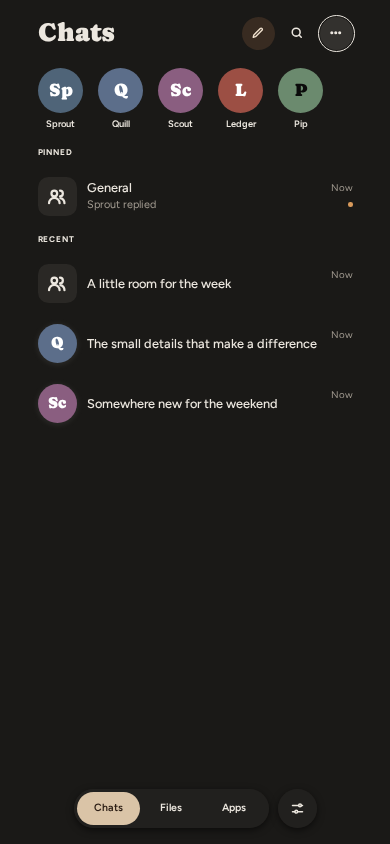 Chats
Sp Q Sc L P
Sprout Quill Scout Ledger Pip
PINNED
General Now
Sprout replied
RECENT
A little room for the week Now
Q The small details that make a difference Now
Sc Somewhere new for the weekend Now
Chats Files Apps